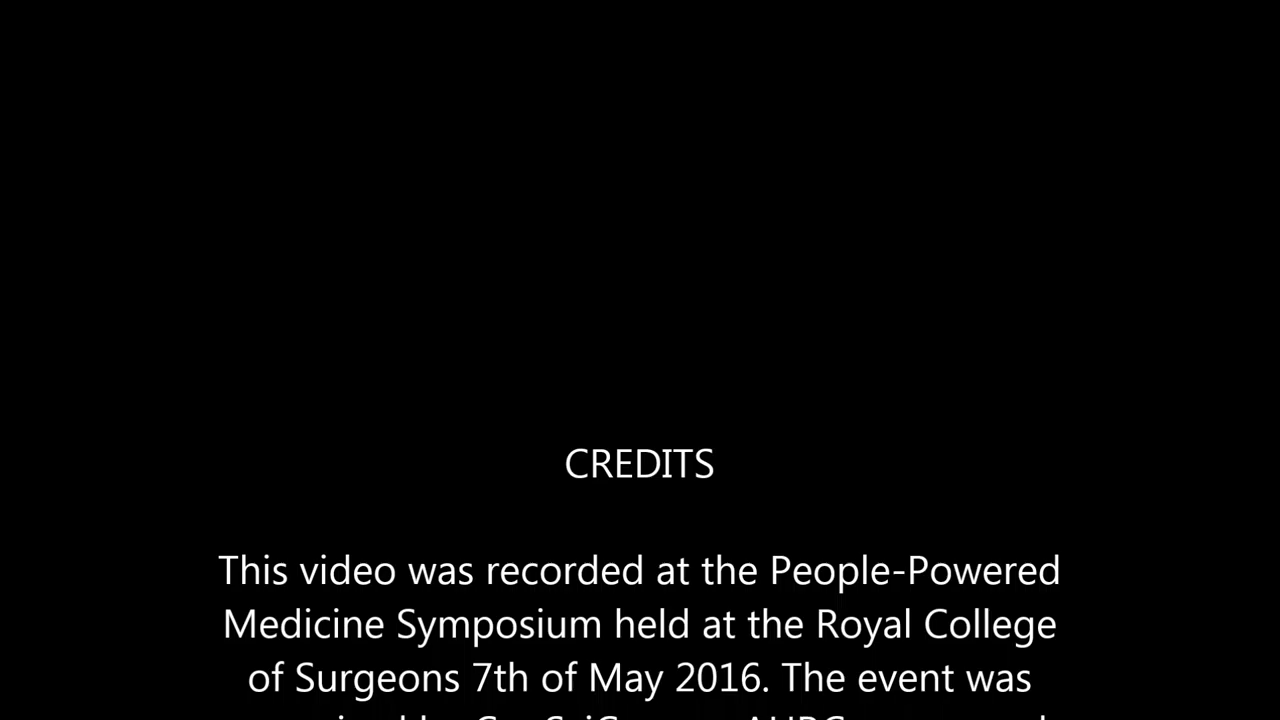 CREDITS
This video was recorded at the People-Powered
Medicine Symposium held at the Royal College
of Surgeons 7th of May 2016. The event was